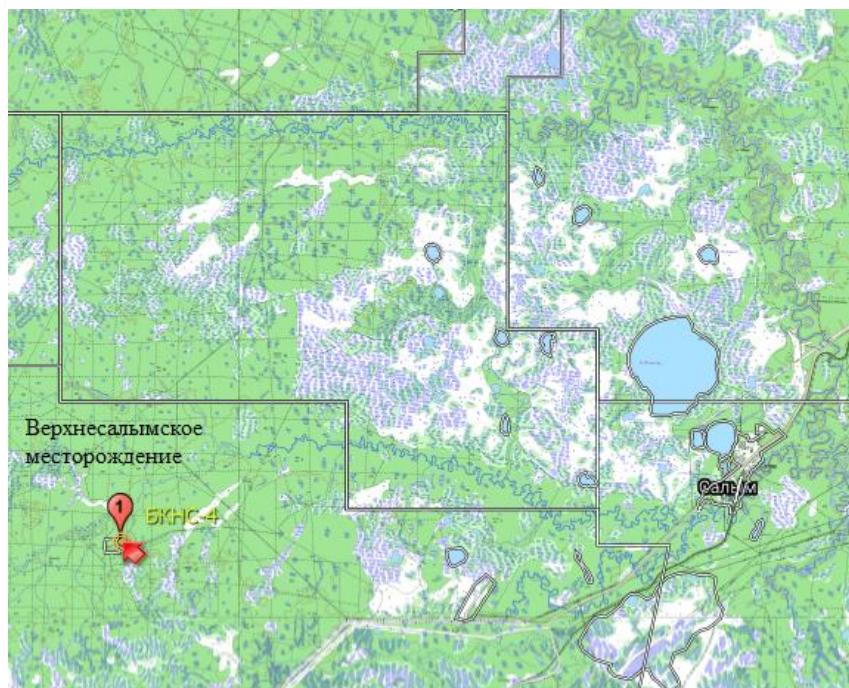 Верхнесалымское
месторождение
1
БКНС-4
Салым